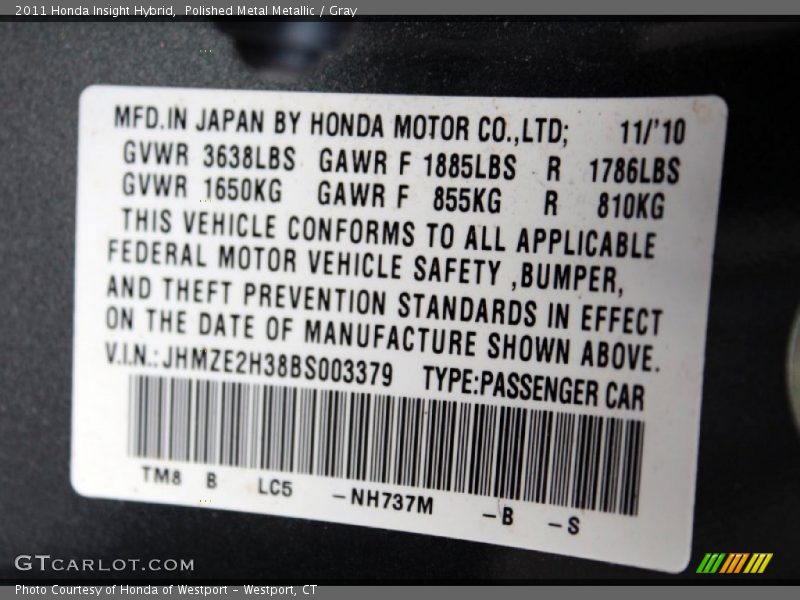 2011 Honda Insight Hybrid,  Polished Metal Metallic / Gray
MFD.IN JAPAN BY HONDA MOTOR CO.,LTD; 11/'10
GVWR 3638LBS GAWR F 1885LBS R 1786LBS
GVWR 1650KG GAWR F 855KG R 810KG
THIS VEHICLE CONFORMS TO ALL APPLICABLE
FEDERAL MOTOR VEHICLE SAFETY ,BUMPER,
AND THEFT PREVENTION STANDARDS IN EFFECT
ON THE DATE OF MANUFACTURE SHOWN ABOVE.
V.I.N.:JHMZE2H38BS003379 TYPE:PASSENGER CAR
TM8 B LC5 -NH737M -B -S
GTCARLOT.COM
Photo Courtesy of Honda of Westport - Westport, CT